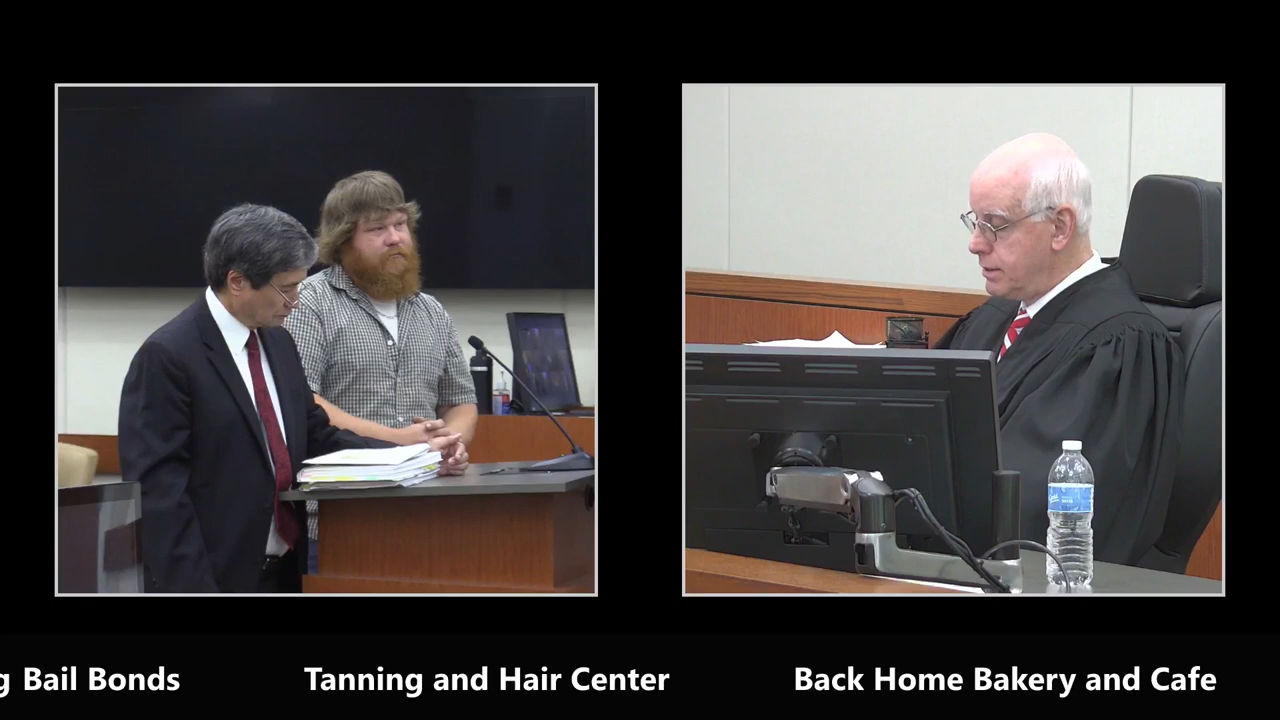 g Bail Bonds
Tanning and Hair Center
Back Home Bakery and Cafe